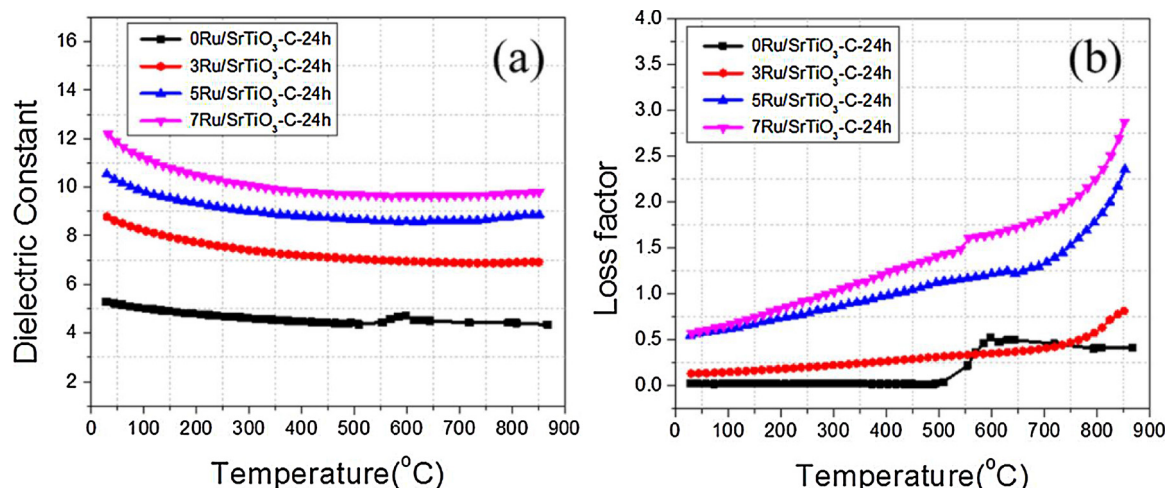 16
14
12
10
8
6
4
2
Dielectric Constant
0Ru/SrTiO₃-C-24h
3Ru/SrTiO₃-C-24h
5Ru/SrTiO₃-C-24h
7Ru/SrTiO₃-C-24h
(a)
0 100 200 300 400 500 600 700 800 900
Temperature(°C)
4.0
3.5
3.0
2.5
2.0
1.5
1.0
0.5
0.0
Loss factor
0Ru/SrTiO₃-C-24h
3Ru/SrTiO₃-C-24h
5Ru/SrTiO₃-C-24h
7Ru/SrTiO₃-C-24h
(b)
0 100 200 300 400 500 600 700 800 900
Temperature(°C)